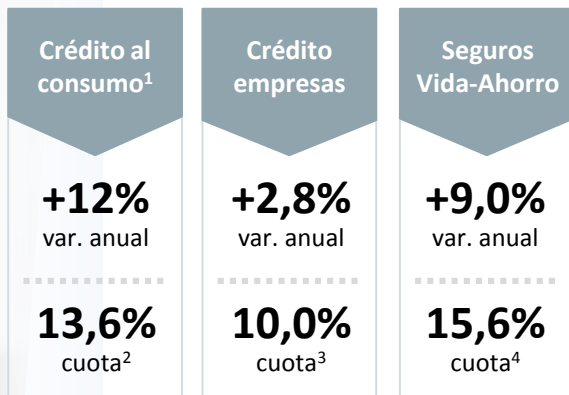 Crédito al
consumo¹
+12%
var. anual
13,6%
cuota²
Crédito
empresas
+2,8%
var. anual
10,0%
cuota³
Seguros
Vida-Ahorro
+9,0%
var. anual
15,6%
cuota⁴